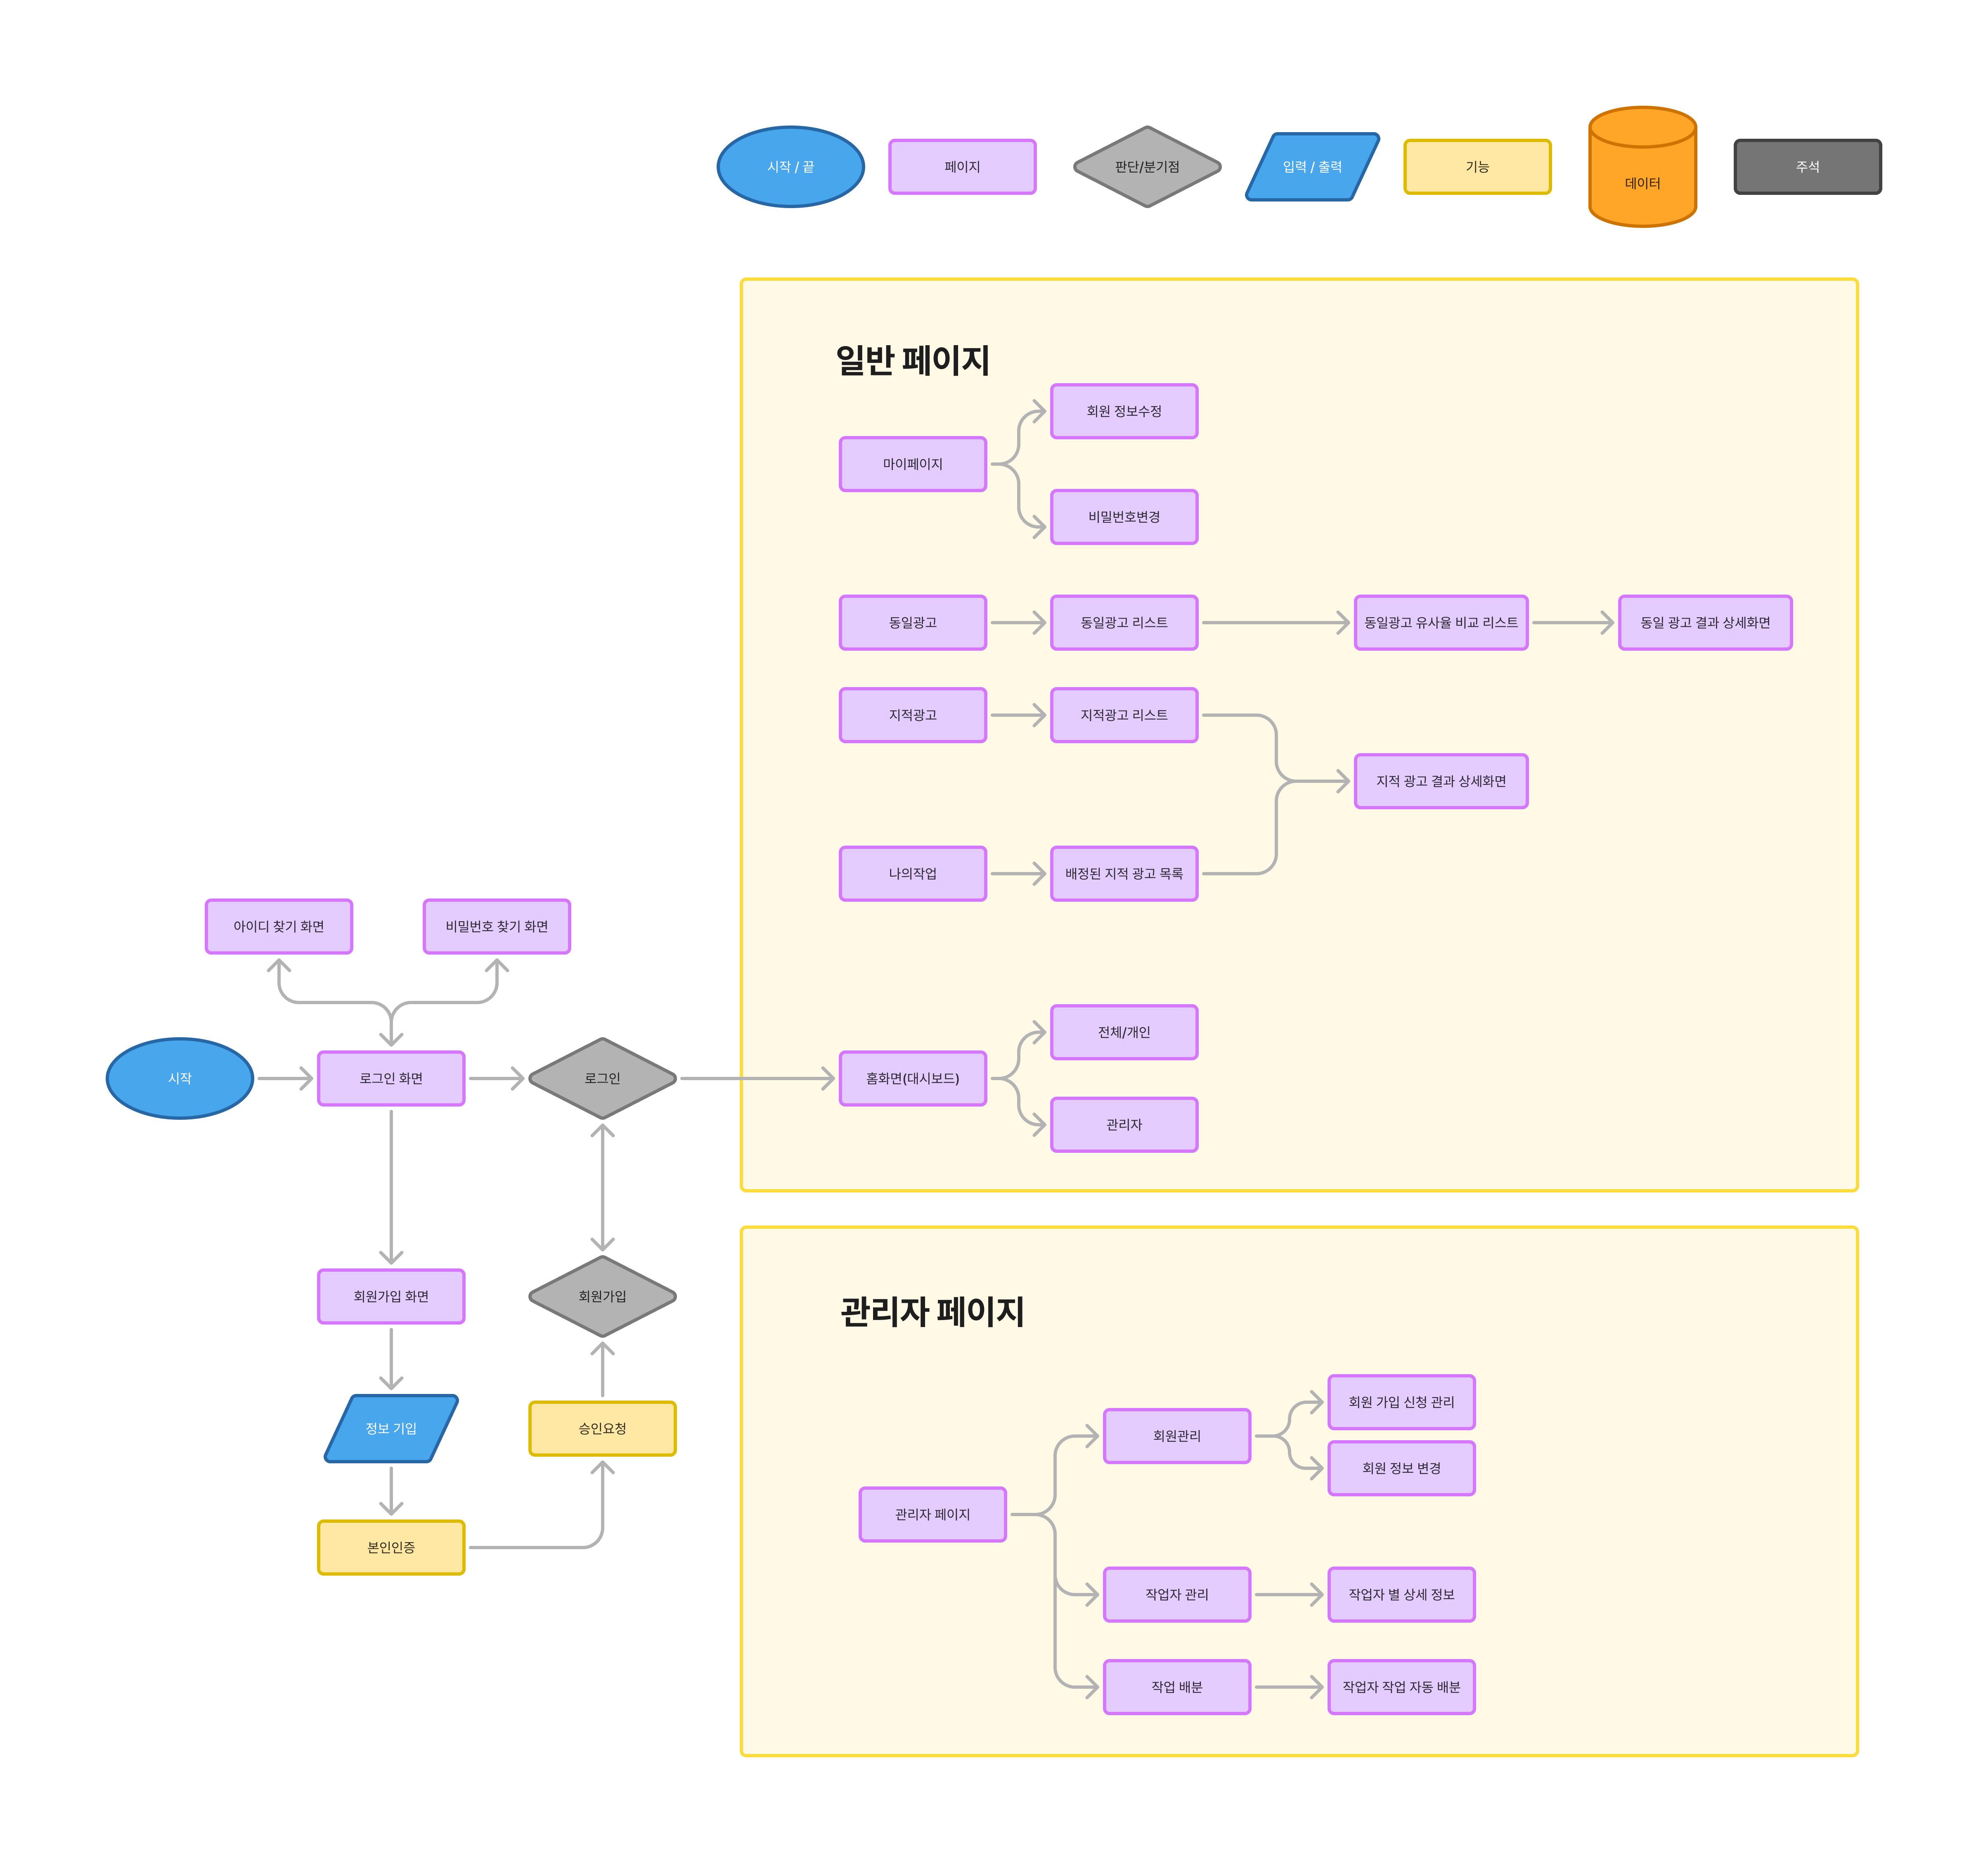 시작 / 끝
페이지
판단/분기점
입력 / 출력
기능
데이터
주석
일반 페이지
회원 정보수정
마이페이지
비밀번호변경
동일광고
동일광고 리스트
동일광고 유사율 비교 리스트
동일 광고 결과 상세화면
지적광고
지적광고 리스트
지적 광고 결과 상세화면
나의작업
배정된 지적 광고 목록
아이디 찾기 화면
비밀번호 찾기 화면
전체/개인
시작
로그인 화면
로그인
홈화면(대시보드)
관리자
회원가입 화면
회원가입
관리자 페이지
정보 기입
승인요청
회원 가입 신청 관리
회원관리
회원 정보 변경
관리자 페이지
본인인증
작업자 관리
작업자 별 상세 정보
작업 배분
작업자 작업 자동 배분